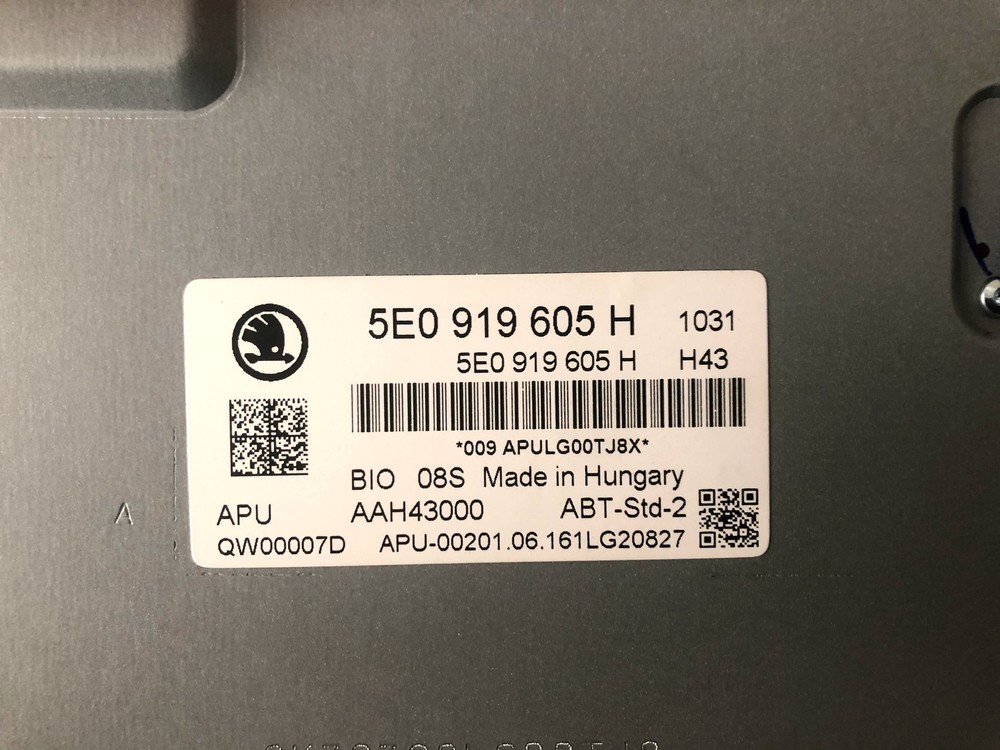 5E0 919 605 H 1031
5E0 919 605 H H43
*009 APULG00TJ8X*
BIO 08S Made in Hungary
APU AAH43000 ABT-Std-2
QW00007D APU-00201.06.161LG20827